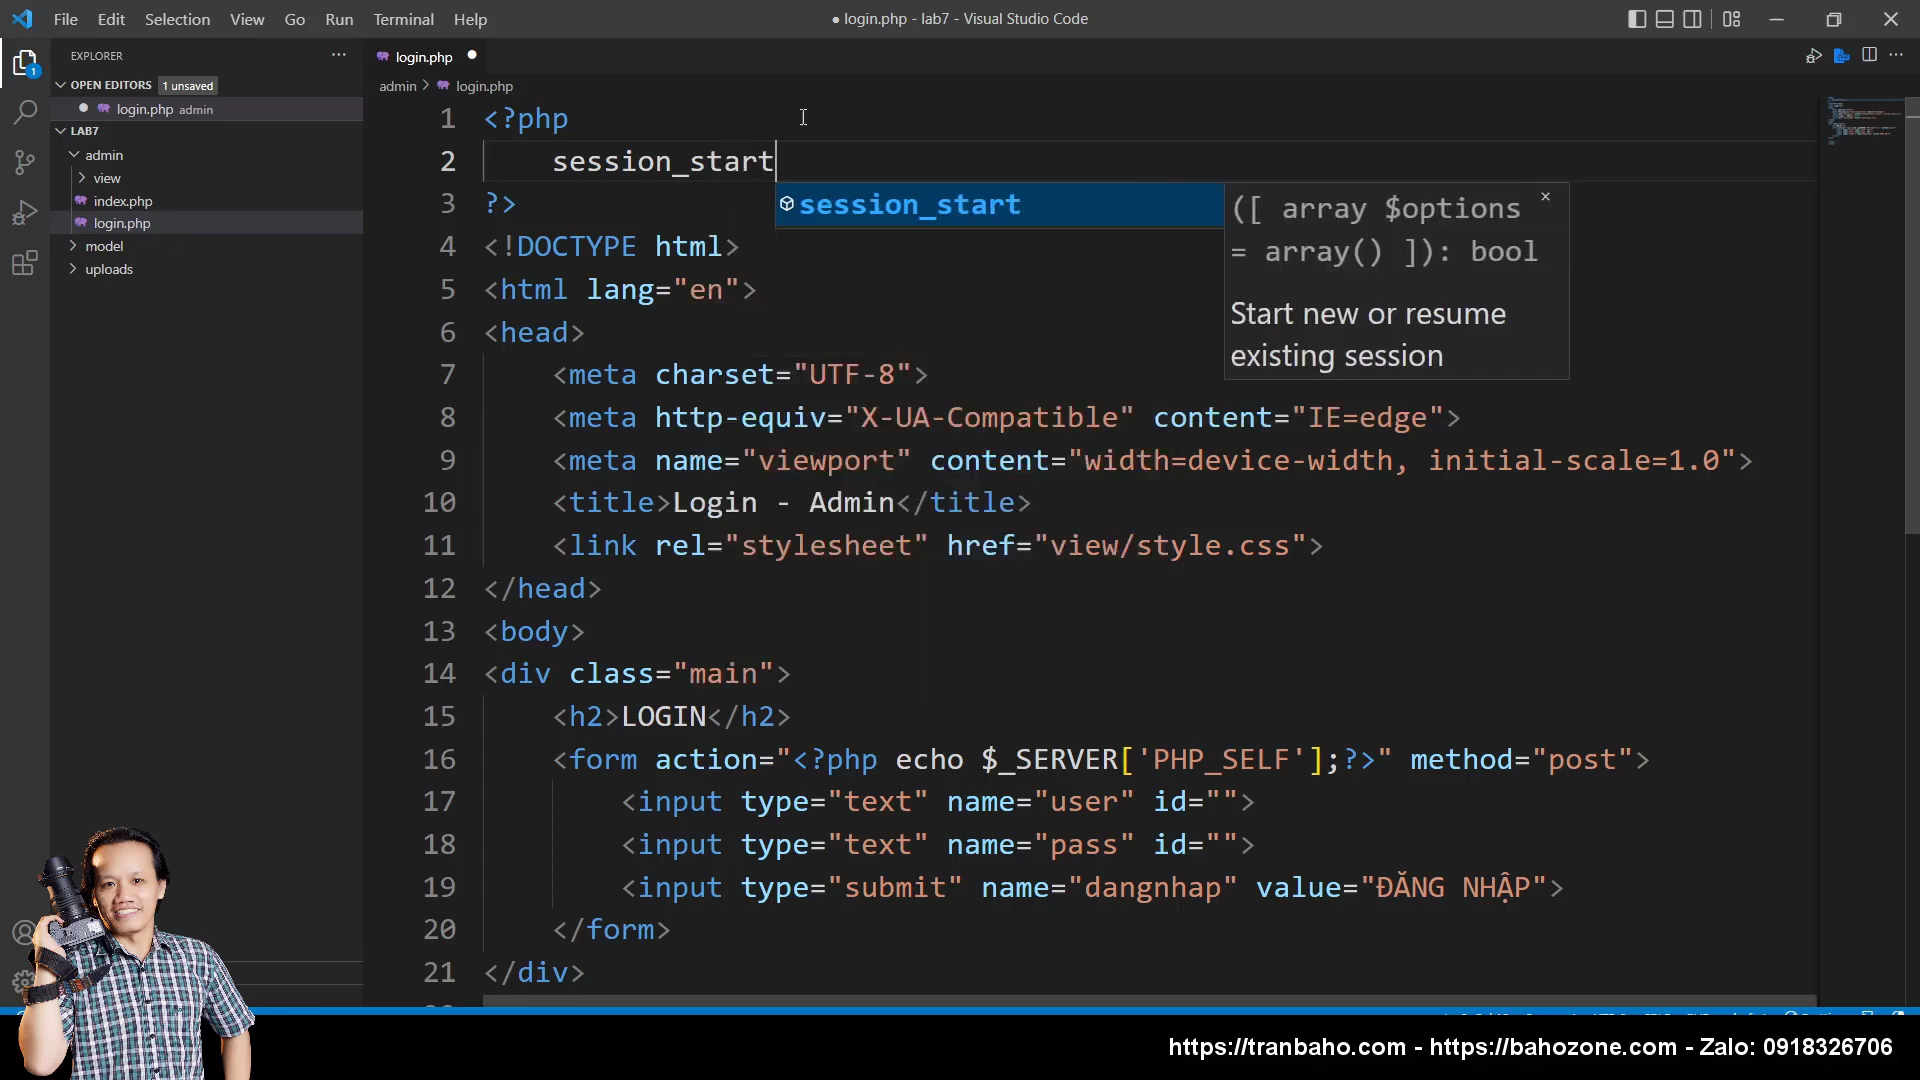 File Edit Selection View Go Run Terminal Help
● login.php - lab7 - Visual Studio Code
EXPLORER
OPEN EDITORS 1 unsaved
login.php admin
LAB7
admin
view
index.php
login.php
model
uploads
1
login.php
admin > login.php
1 <?php
2 session_start
3 ?>
4 <!DOCTYPE html>
5 <html lang="en">
6 <head>
7 <meta charset="UTF-8">
8 <meta http-equiv="X-UA-Compatible" content="IE=edge">
9 <meta name="viewport" content="width=device-width, initial-scale=1.0">
10 <title>Login - Admin</title>
11 <link rel="stylesheet" href="view/style.css">
12 </head>
13 <body>
14 <div class="main">
15 <h2>LOGIN</h2>
16 <form action="<?php echo $_SERVER['PHP_SELF'];?>" method="post">
17 <input type="text" name="user" id="">
18 <input type="text" name="pass" id="">
19 <input type="submit" name="dangnhap" value="ĐĂNG NHẬP">
20 </form>
21 </div>
session_start
([ array $options
= array() ]): bool
Start new or resume
existing session
https://tranbaho.com - https://bahozone.com - Zalo: 0918326706